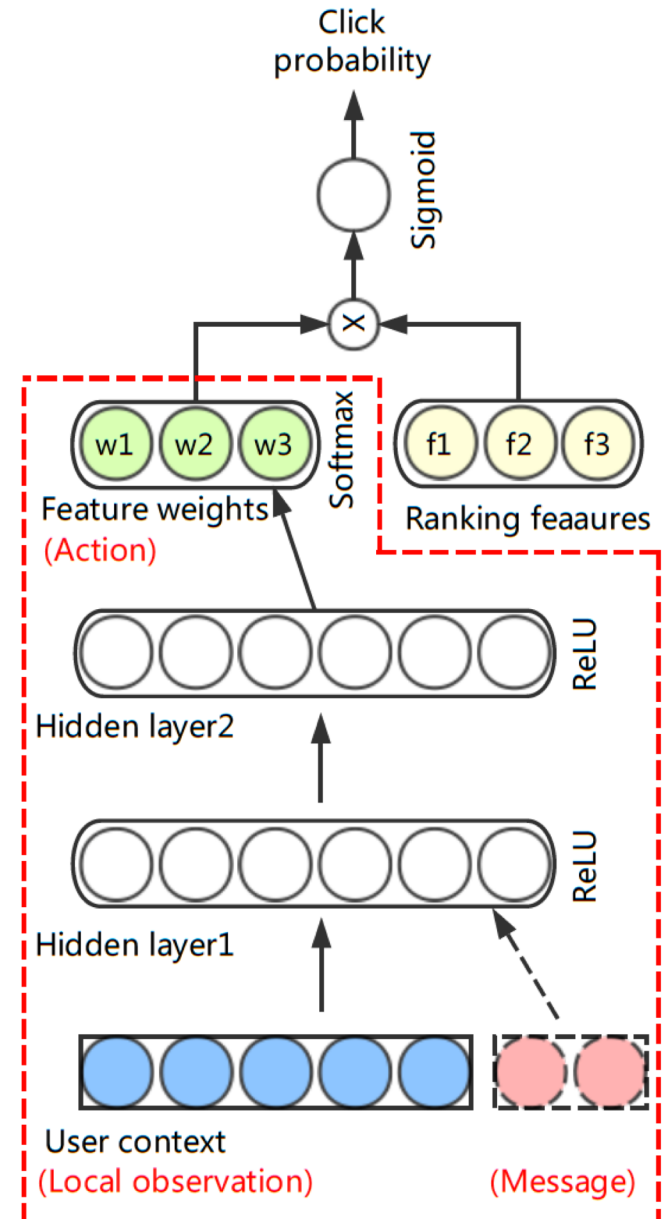 Click
probability
Sigmoid
X
w1 w2 w3
Softmax
f1 f2 f3
Feature weights
(Action)
Ranking feaaures
ReLU
Hidden layer2
ReLU
Hidden layer1
User context
(Local observation)
(Message)